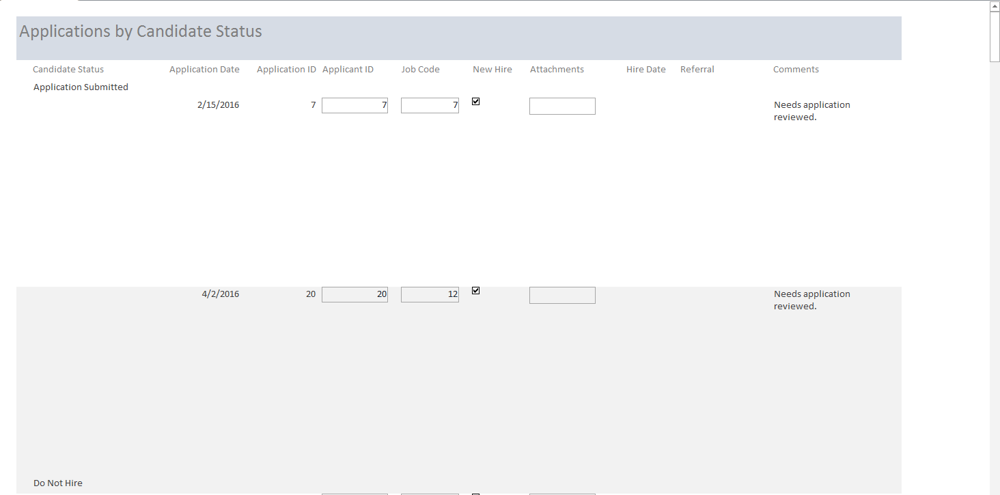 Applications by Candidate Status
Candidate Status Application Date Application ID Applicant ID Job Code New Hire Attachments Hire Date Referral Comments
Application Submitted
2/15/2016 7 7 7 Needs application
reviewed.
4/2/2016 20 20 12 Needs application
reviewed.
Do Not Hire